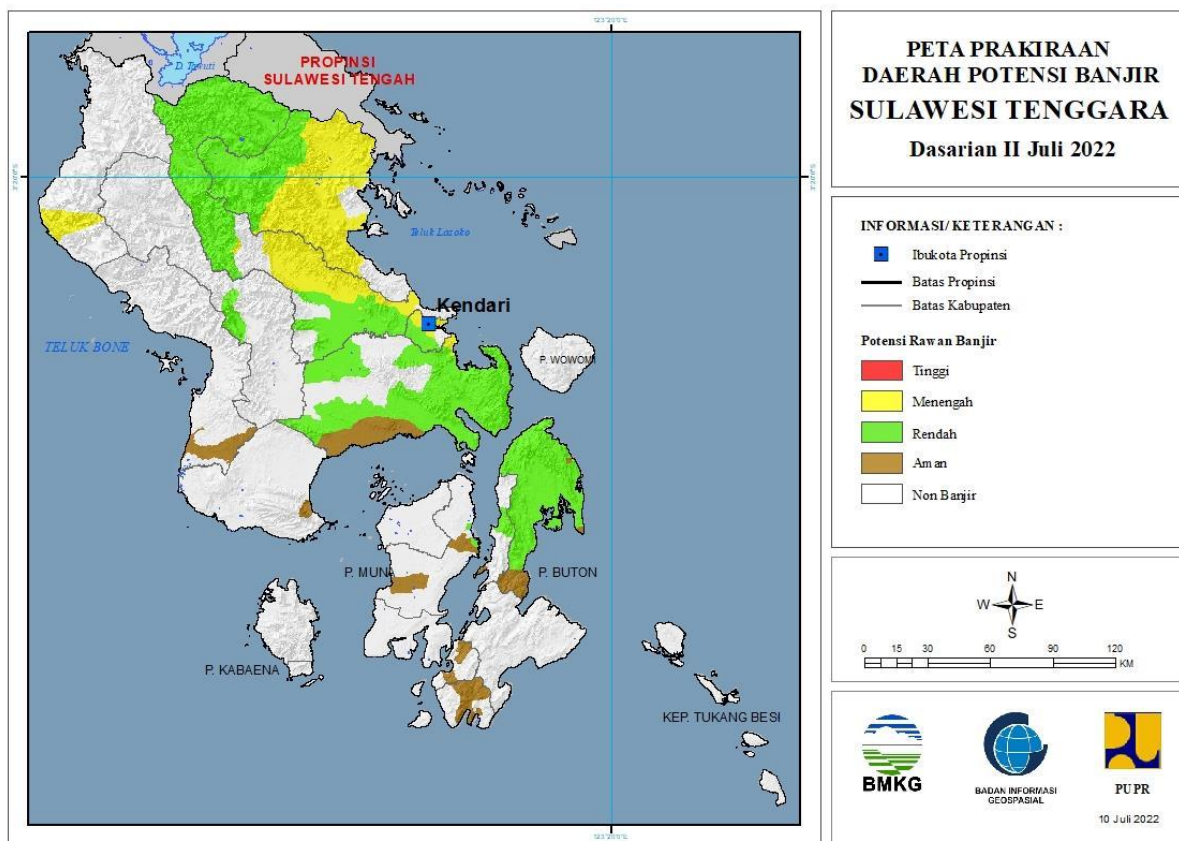 PROPINSI
SULAWESI TENGAH
D. Towuti
Teluk Lasolo
Kendari
TELUK BONE
P. WOWONI
P. MUNA
P. BUTON
P. KABAENA
KEP. TUKANG BESI
PETA PRAKIRAAN
DAERAH POTENSI BANJIR
SULAWESI TENGGARA
Dasarian II Juli 2022
INFORMASI/ KETERANGAN :
Ibukota Propinsi
Batas Propinsi
Batas Kabupaten
Potensi Rawan Banjir
Tinggi
Menengah
Rendah
Aman
Non Banjir
N
W E
S
0 15 30 60 90 120
KM
BMKG
BADAN INFORMASI
GEOSPASIAL
PUPR
10 Juli 2022